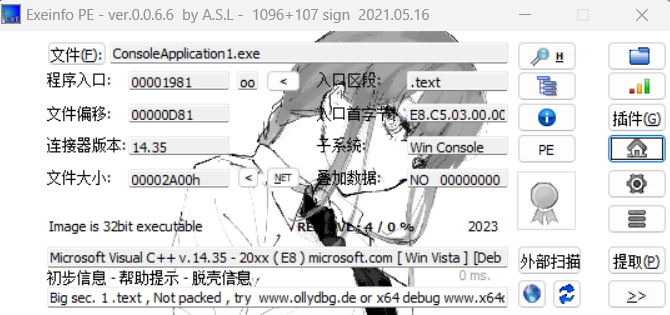 Exeinfo PE - ver.0.0.6.6 by A.S.L - 1096+107 sign 2021.05.16
文件(F): ConsoleApplication1.exe H
程序入口: 00001981 oo < 入口区段: .text
文件偏移: 00000D81 入口首字节 E8.C5.03.00.00 插件(G)
连接器版本: 14.35 子系统: Win Console PE
文件大小: 00002A00h < NET 叠加数据: NO 00000000
Image is 32bit executable RES/OVL: 4 / 0 % 2023
Microsoft Visual C++ v.14.35 - 20xx ( E8 ) microsoft.com [ Win Vista ] [Deb 外部扫描 提取(P)
初步信息 - 帮助提示 - 脱壳信息 0 ms.
Big sec. 1 .text , Not packed , try www.ollydbg.de or x64 debug www.x64 >>